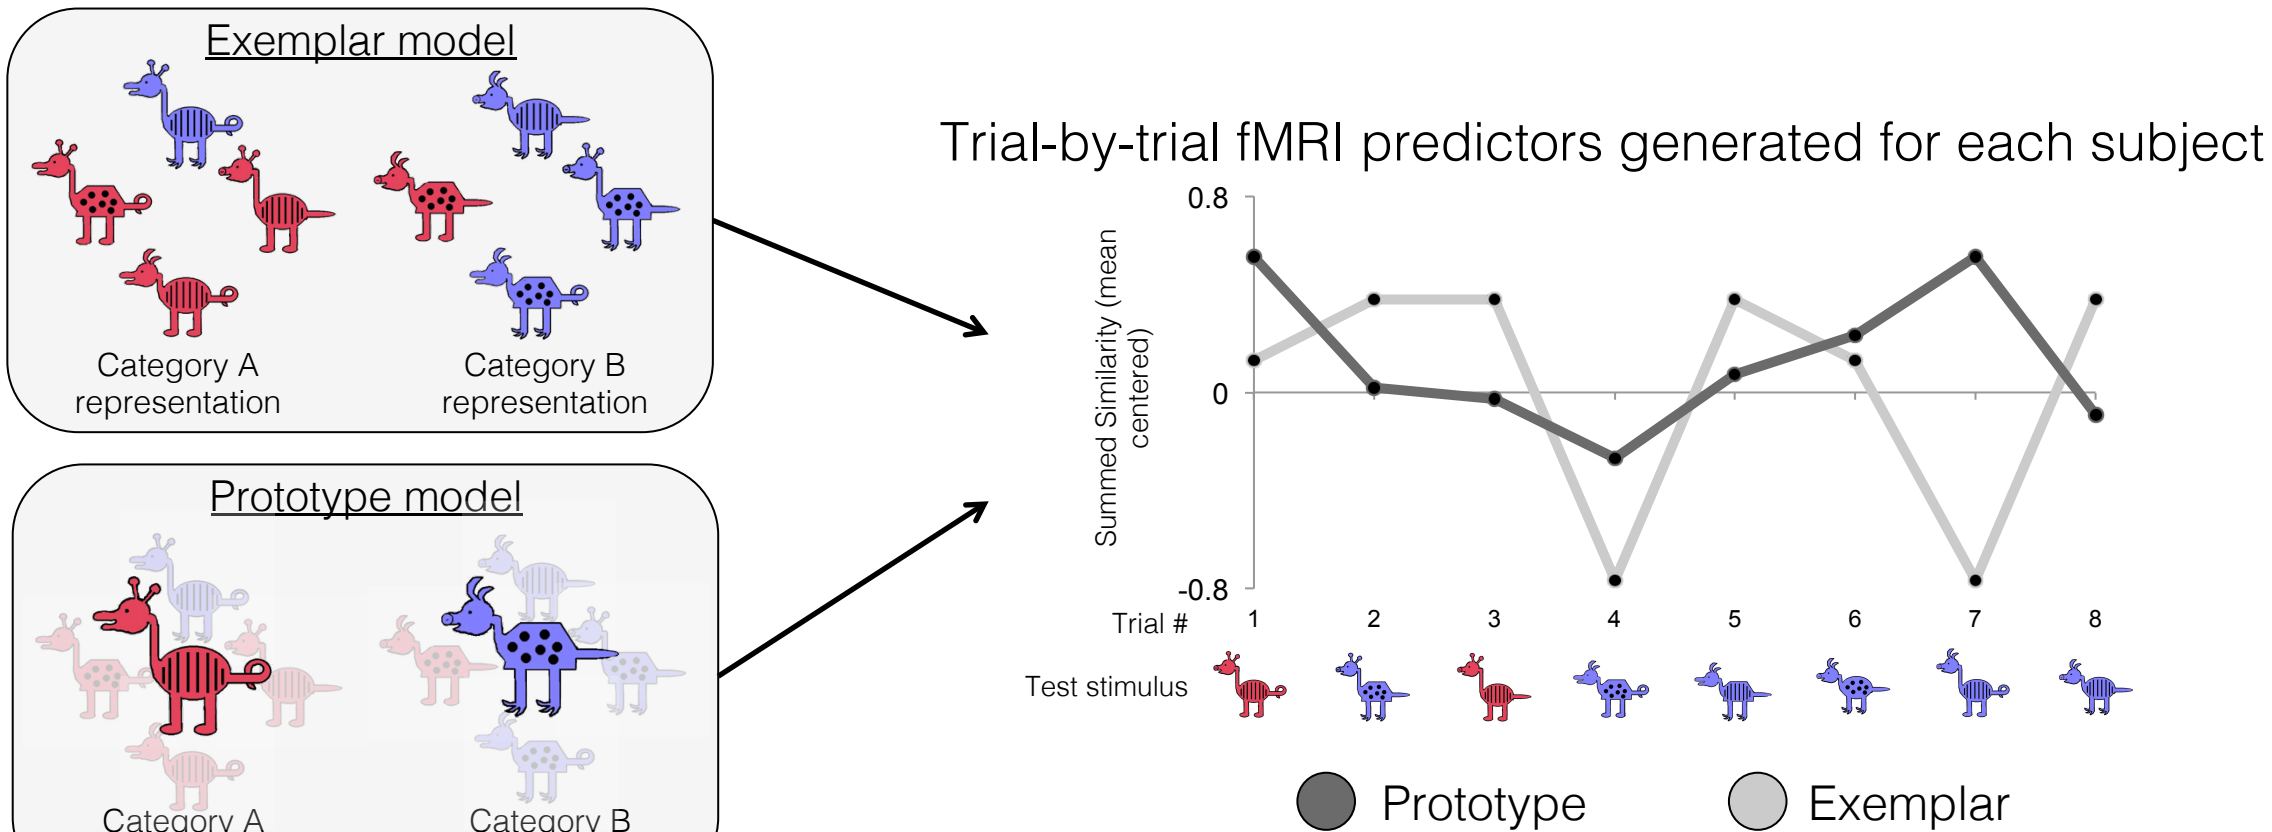 Exemplar model
Category A
representation
Category B
representation
Prototype model
Category A
Category B
Trial-by-trial fMRI predictors generated for each subject
Summed Similarity (mean
centered)
0.8
0
-0.8
Trial # 1 2 3 4 5 6 7 8
Test stimulus
Prototype Exemplar